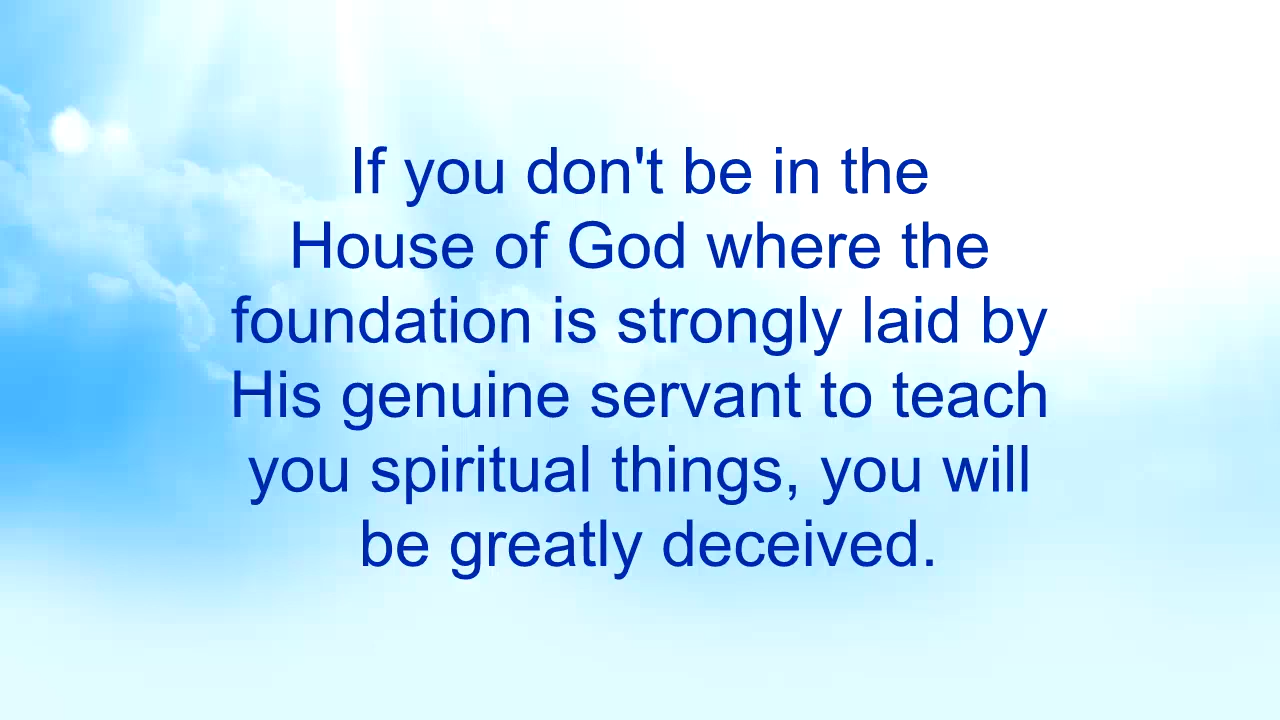 If you don't be in the
House of God where the
foundation is strongly laid by
His genuine servant to teach
you spiritual things, you will
be greatly deceived.